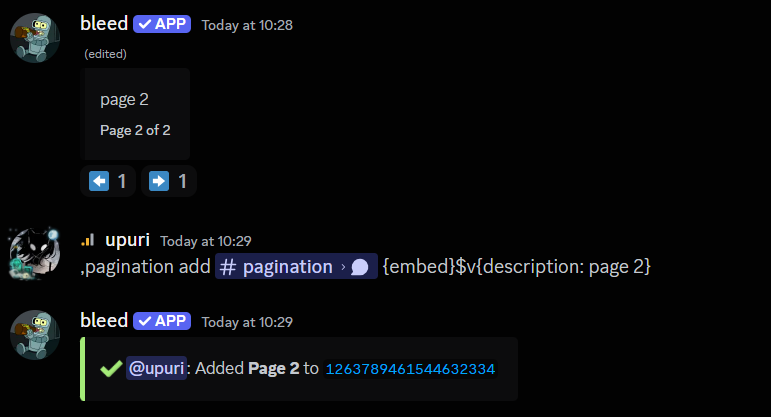 bleed ✓ APP Today at 10:28
(edited)
page 2
Page 2 of 2
1 1
upuri Today at 10:29
,pagination add # pagination › {embed}$v{description: page 2}
bleed ✓ APP Today at 10:29
@upuri: Added Page 2 to 1263789461544632334